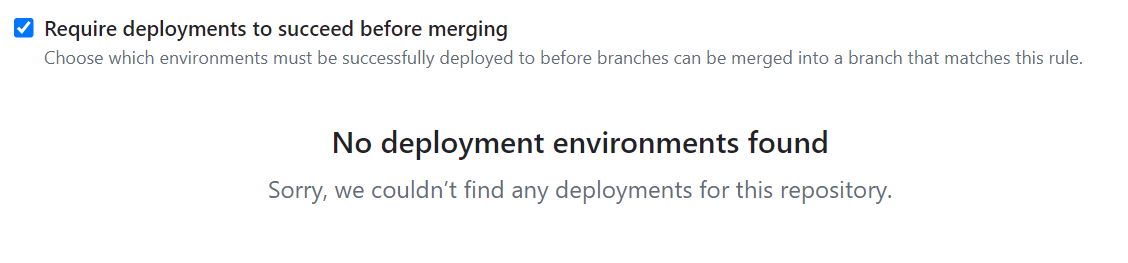 Require deployments to succeed before merging
Choose which environments must be successfully deployed to before branches can be merged into a branch that matches this rule.
No deployment environments found
Sorry, we couldn’t find any deployments for this repository.